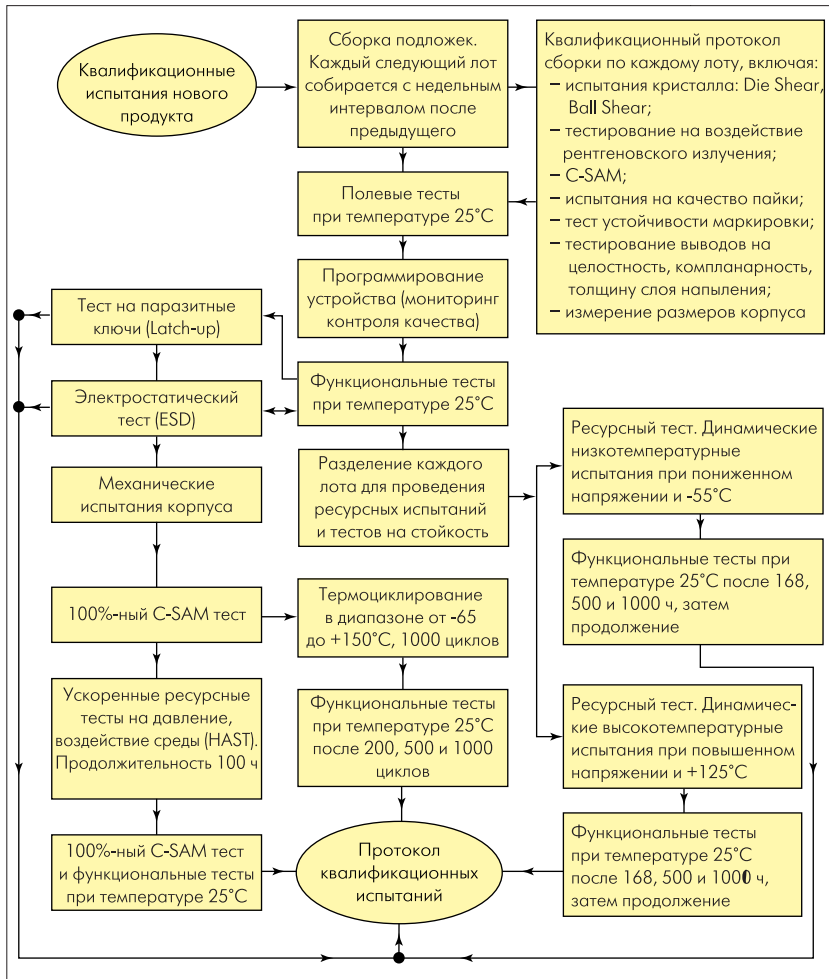 Квалификационные
испытания нового
продукта
Сборка подложек.
Каждый следующий лот
собирается с недельным
интервалом после
предыдущего
Квалификационный протокол
сборки по каждому лоту, включая:
– испытания кристалла: Die Shear,
Ball Shear;
– тестирование на воздействие
рентгеновского излучения;
– C-SAM;
– испытания на качество пайки;
– тест устойчивости маркировки;
– тестирование выводов на
целостность, компланарность,
толщину слоя напыления;
– измерение размеров корпуса
Полевые тесты
при температуре 25°C
Программирование
устройства (мониторинг
контроля качества)
Тест на паразитные
ключи (Latch-up)
Функциональные тесты
при температуре 25°C
Электростатический
тест (ESD)
Разделение каждого
лота для проведения
ресурсных испытаний
и тестов на стойкость
Ресурсный тест. Динамические
низкотемпературные
испытания при пониженном
напряжении и -55°C
Механические
испытания корпуса
Функциональные тесты при
температуре 25°C после 168,
500 и 1000 ч, затем
продолжение
100%-ный C-SAM тест
Термоциклирование
в диапазоне от -65
до +150°C, 1000 циклов
Ускоренные ресурсные
тесты на давление,
воздействие среды (HAST).
Продолжительность 100 ч
Функциональные тесты
при температуре 25°C
после 200, 500 и 1000
циклов
Ресурсный тест. Динамичес-
кие высокотемпературные
испытания при повышенном
напряжении и +125°C
100%-ный C-SAM тест
и функциональные тесты
при температуре 25°C
Протокол
квалификационных
испытаний
Функциональные тесты
при температуре 25°C
после 168, 500 и 1000 ч,
затем продолжение